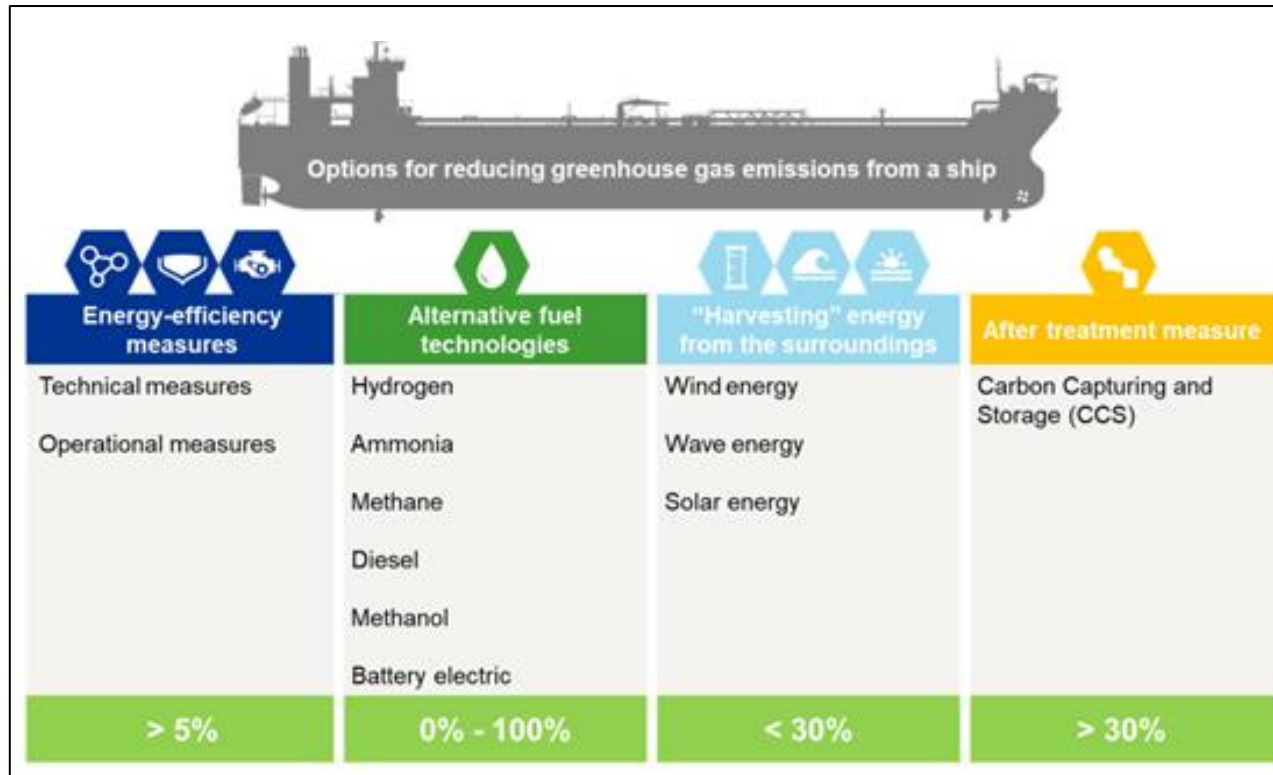 Options for reducing greenhouse gas emissions from a ship
Energy-efficiency
measures
Technical measures
Operational measures
> 5%
Alternative fuel
technologies
Hydrogen
Ammonia
Methane
Diesel
Methanol
Battery electric
0% - 100%
“Harvesting” energy
from the surroundings
Wind energy
Wave energy
Solar energy
< 30%
After treatment measure
Carbon Capturing and
Storage (CCS)
> 30%